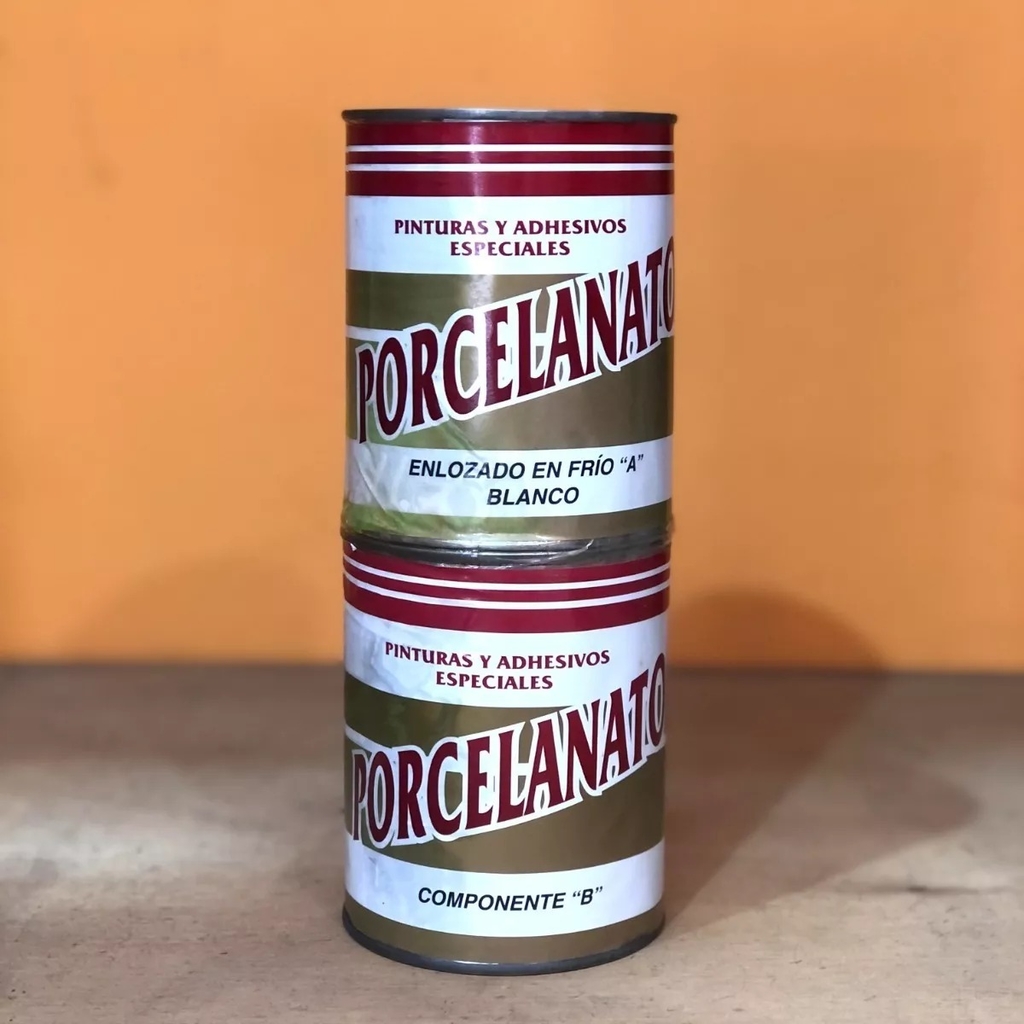 PINTURAS Y ADHESIVOS
ESPECIALES
PORCELANATO
ENLOZADO EN FRÍO “A”
BLANCO
PINTURAS Y ADHESIVOS
ESPECIALES
PORCELANATO
COMPONENTE “B”